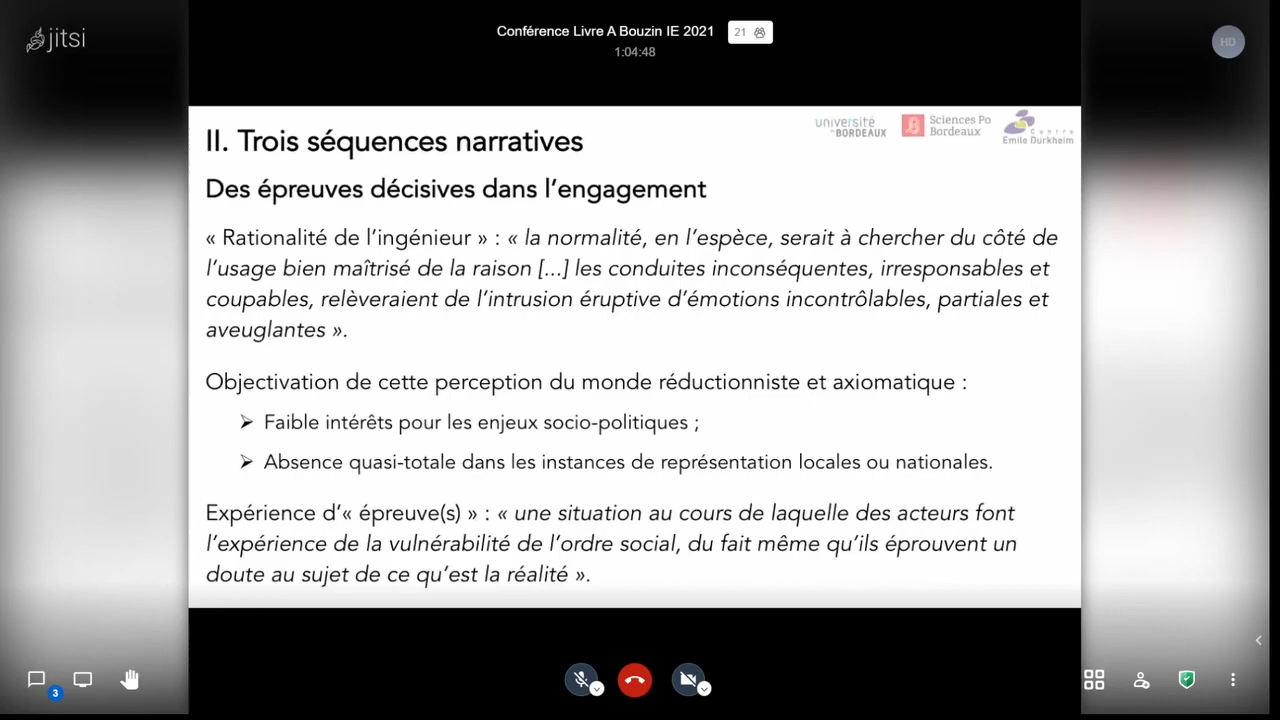 jitsi
Conférence Livre A Bouzin IE 2021
21
1:04:48
HD
II. Trois séquences narratives
université
de BORDEAUX
Sciences Po
Bordeaux
Centre
Emile Durkheim
Des épreuves décisives dans l’engagement
« Rationalité de l’ingénieur » : « la normalité, en l’espèce, serait à chercher du côté de
l’usage bien maîtrisé de la raison [...] les conduites inconséquentes, irresponsables et
coupables, relèveraient de l’intrusion éruptive d’émotions incontrôlables, partiales et
aveuglantes ».
Objectivation de cette perception du monde réductionniste et axiomatique :
➢ Faible intérêts pour les enjeux socio-politiques ;
➢ Absence quasi-totale dans les instances de représentation locales ou nationales.
Expérience d’« épreuve(s) » : « une situation au cours de laquelle des acteurs font
l’expérience de la vulnérabilité de l’ordre social, du fait même qu’ils éprouvent un
doute au sujet de ce qu’est la réalité ».
3